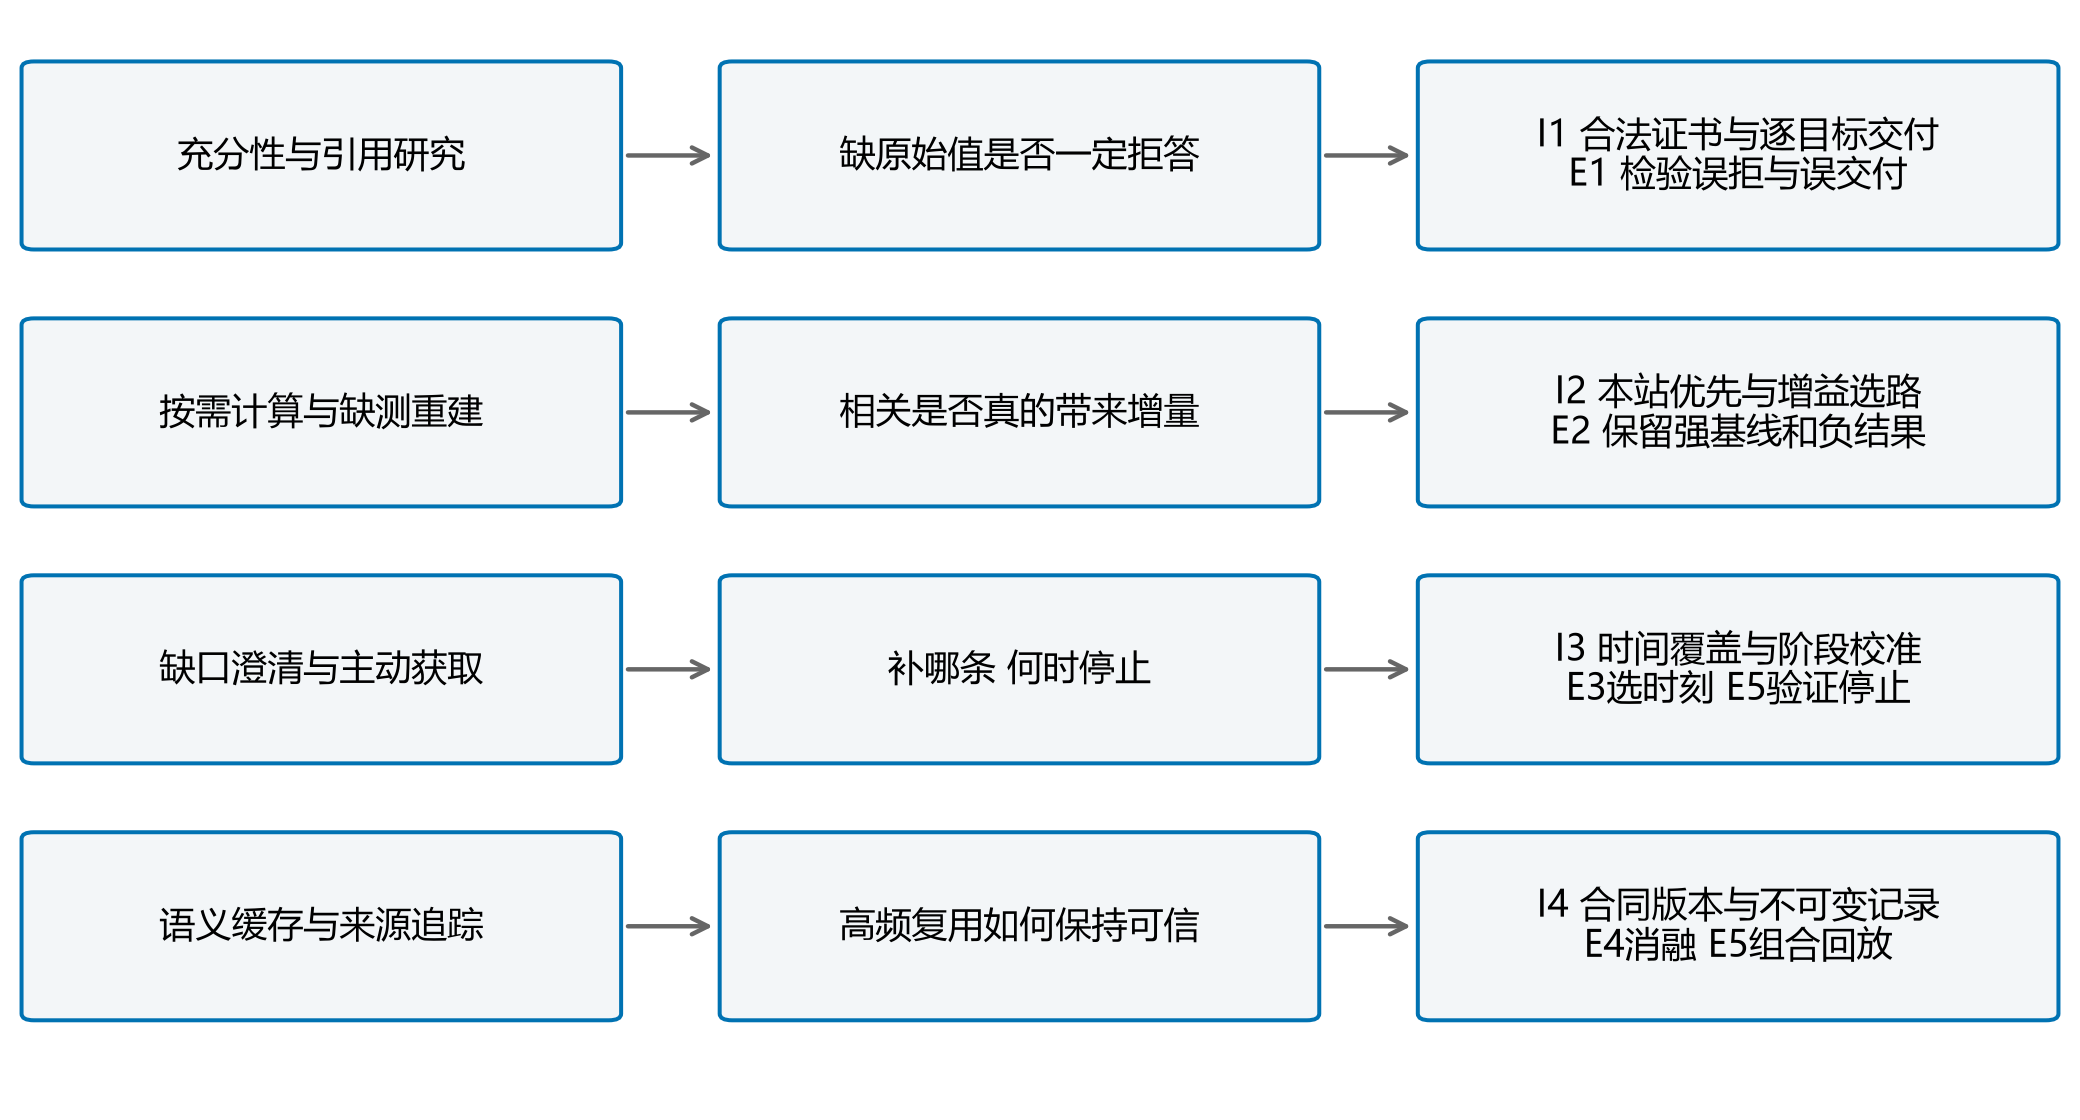 充分性与引用研究
缺原始值是否一定拒答
I1 合法证书与逐目标交付
E1 检验误拒与误交付
按需计算与缺测重建
相关是否真的带来增量
I2 本站优先与增益选路
E2 保留强基线和负结果
缺口澄清与主动获取
补哪条 何时停止
I3 时间覆盖与阶段校准
E3选时刻 E5验证停止
语义缓存与来源追踪
高频复用如何保持可信
I4 合同版本与不可变记录
E4消融 E5组合回放